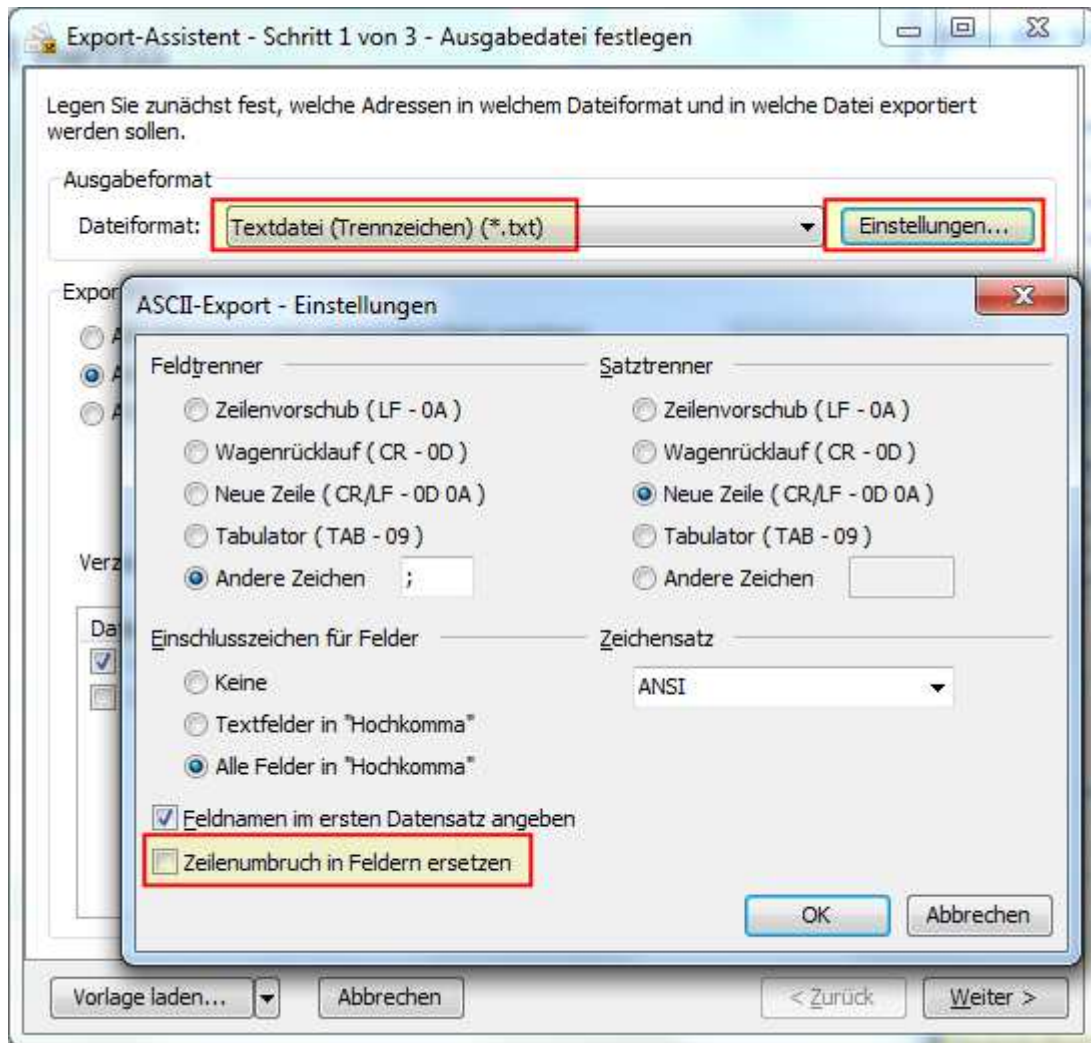 Export-Assistent - Schritt 1 von 3 - Ausgabedatei festlegen
Legen Sie zunächst fest, welche Adressen in welchem Dateiformat und in welche Datei exportiert
werden sollen.
Ausgabeformat
Dateiformat: Textdatei (Trennzeichen) (*.txt) Einstellungen...
ASCII-Export - Einstellungen
Feldtrenner Satztrenner
Zeilenvorschub ( LF - 0A ) Zeilenvorschub ( LF - 0A )
Wagenrücklauf ( CR - 0D ) Wagenrücklauf ( CR - 0D )
Neue Zeile ( CR/LF - 0D 0A ) Neue Zeile ( CR/LF - 0D 0A )
Tabulator ( TAB - 09 ) Tabulator ( TAB - 09 )
Andere Zeichen ; Andere Zeichen
Einschlusszeichen für Felder Zeichensatz
Keine ANSI
Textfelder in "Hochkomma"
Alle Felder in "Hochkomma"
Feldnamen im ersten Datensatz angeben
Zeilenumbruch in Feldern ersetzen
OK Abbrechen
Vorlage laden... Abbrechen < Zurück Weiter >